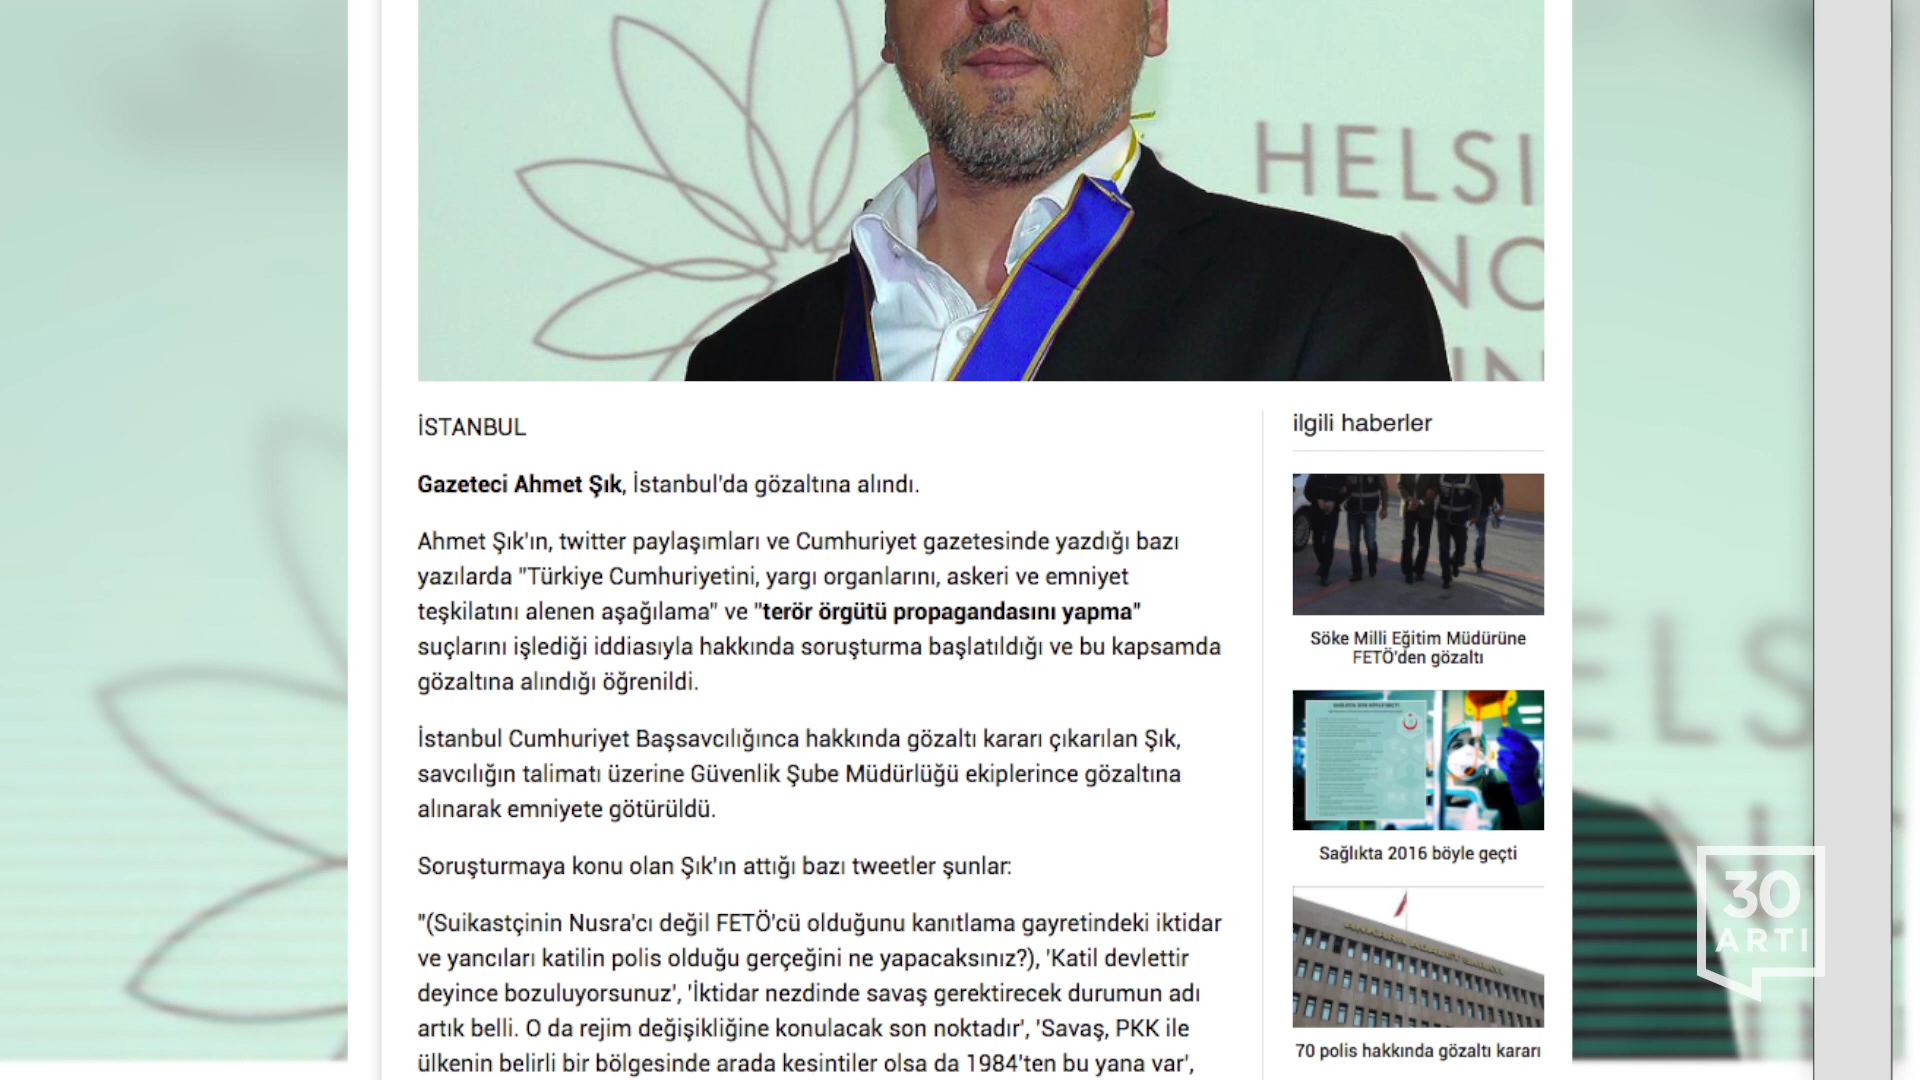 HELSI
NO
IN
İSTANBUL
Gazeteci Ahmet Şık, İstanbul'da gözaltına alındı.
Ahmet Şık'ın, twitter paylaşımları ve Cumhuriyet gazetesinde yazdığı bazı
yazılarda "Türkiye Cumhuriyetini, yargı organlarını, askeri ve emniyet
teşkilatını alenen aşağılama" ve "terör örgütü propagandasını yapma"
suçlarını işlediği iddiasıyla hakkında soruşturma başlatıldığı ve bu kapsamda
gözaltına alındığı öğrenildi.
İstanbul Cumhuriyet Başsavcılığınca hakkında gözaltı kararı çıkarılan Şık,
savcılığın talimatı üzerine Güvenlik Şube Müdürlüğü ekiplerince gözaltına
alınarak emniyete götürüldü.
Soruşturmaya konu olan Şık'ın attığı bazı tweetler şunlar:
"(Suikastçinin Nusra'cı değil FETÖ'cü olduğunu kanıtlama gayretindeki iktidar
ve yancıları katilin polis olduğu gerçeğini ne yapacaksınız?), 'Katil devlettir
deyince bozuluyorsunuz', 'İktidar nezdinde savaş gerektirecek durumun adı
artık belli. O da rejim değişikliğine konulacak son noktadır', 'Savaş, PKK ile
ülkenin belirli bir bölgesinde arada kesintiler olsa da 1984'ten bu yana var',
ilgili haberler
Söke Milli Eğitim Müdürüne
FETÖ'den gözaltı
Sağlıkta 2016 böyle geçti
70 polis hakkında gözaltı kararı
ELS
30
ARTI